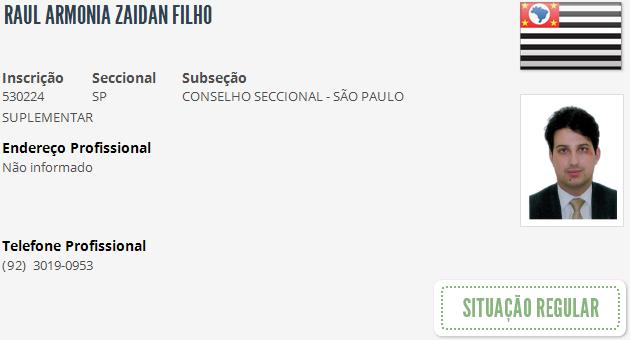 RAUL ARMONIA ZAIDAN FILHO
Inscrição Seccional Subseção
530224 SP CONSELHO SECCIONAL - SÃO PAULO
SUPLEMENTAR
Endereço Profissional
Não informado
Telefone Profissional
(92) 3019-0953
SITUAÇÃO REGULAR